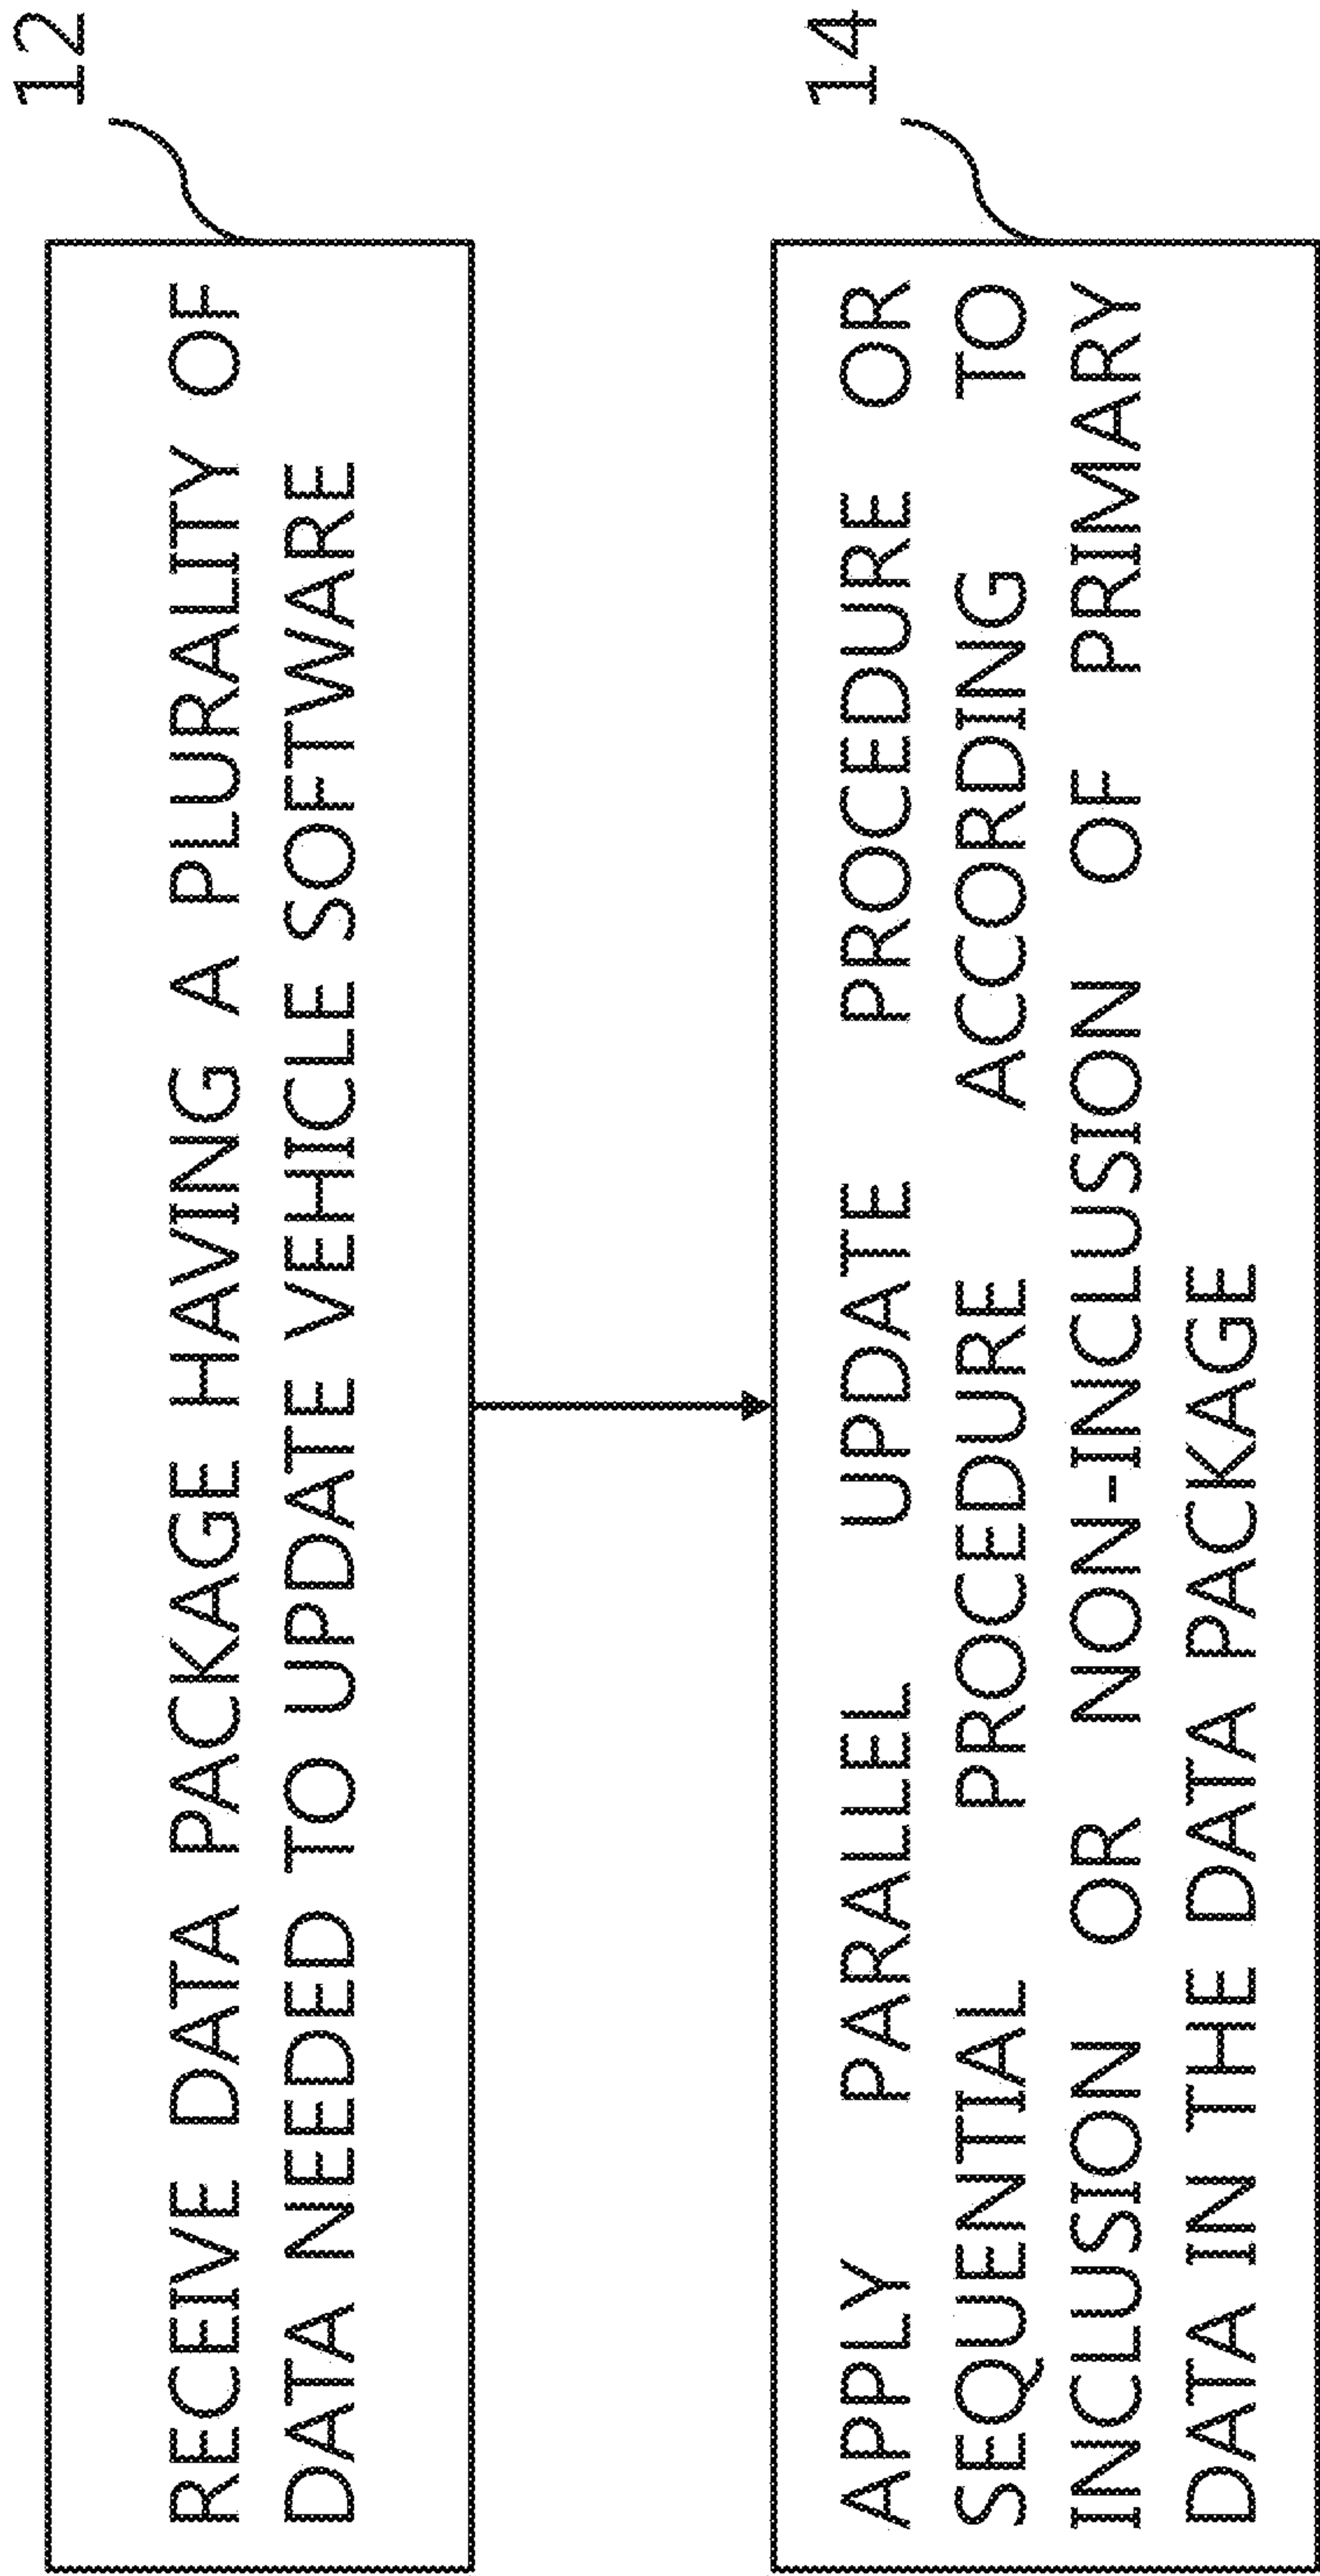 12
RECEIVE DATA PACKAGE HAVING A PLURALITY OF
DATA NEEDED TO UPDATE VEHICLE SOFTWARE
14
APPLY PARALLEL UPDATE PROCEDURE OR
SEQUENTIAL PROCEDURE ACCORDING TO
INCLUSION OR NON-INCLUSION OF PRIMARY
DATA IN THE DATA PACKAGE